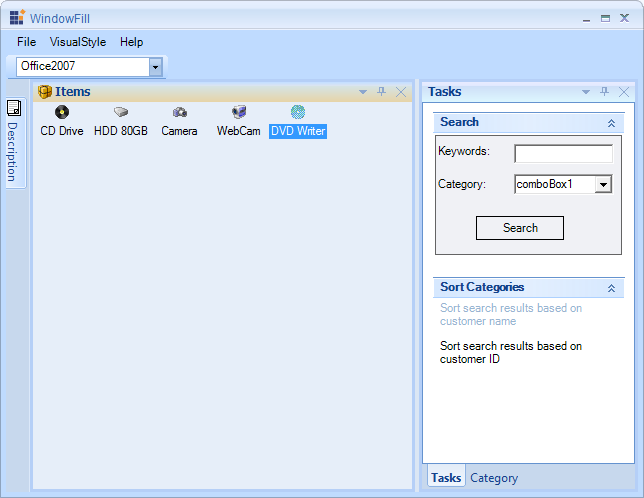 WindowFill
File VisualStyle Help
Office2007
Description
Items
CD Drive HDD 80GB Camera WebCam DVD Writer
Tasks
Search
Keywords:
Category: comboBox1
Search
Sort Categories
Sort search results based on
customer name
Sort search results based on
customer ID
Tasks Category